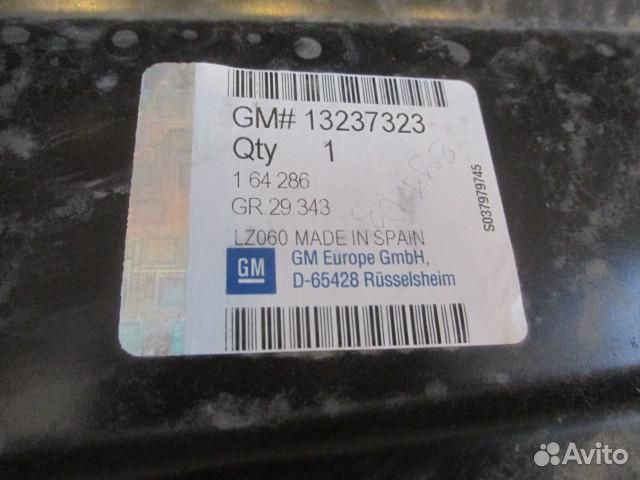 GM# 13237323
Qty 1
1 64 286
GR.29.343
LZ060 MADE IN SPAIN
GM
GM Europe GmbH,
D-65428 Rüsselsheim
S037979745
Avito